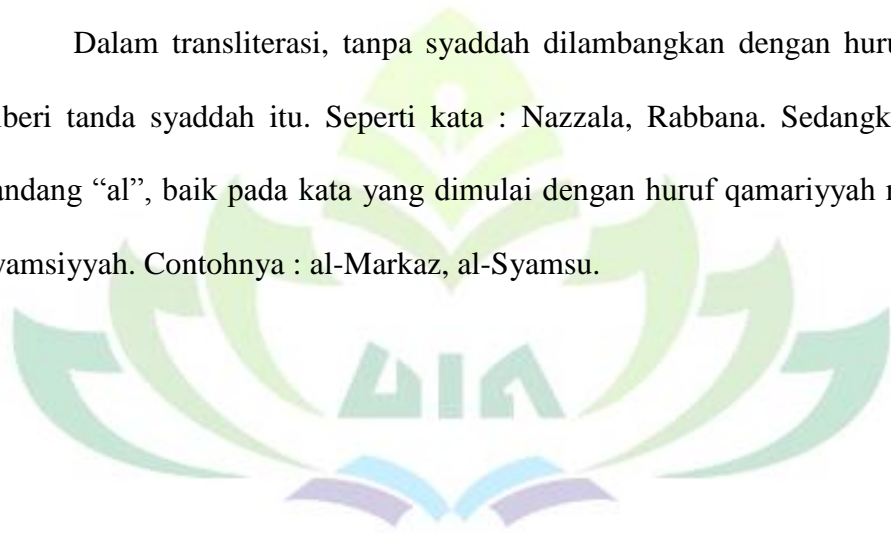 Dalam transliterasi, tanpa syaddah dilambangkan dengan huru
beri tanda syaddah itu. Seperti kata : Nazzala, Rabbana. Sedangk
andang “al”, baik pada kata yang dimulai dengan huruf qamariyyah
yamsiyyah. Contohnya : al-Markaz, al-Syamsu.
UIN